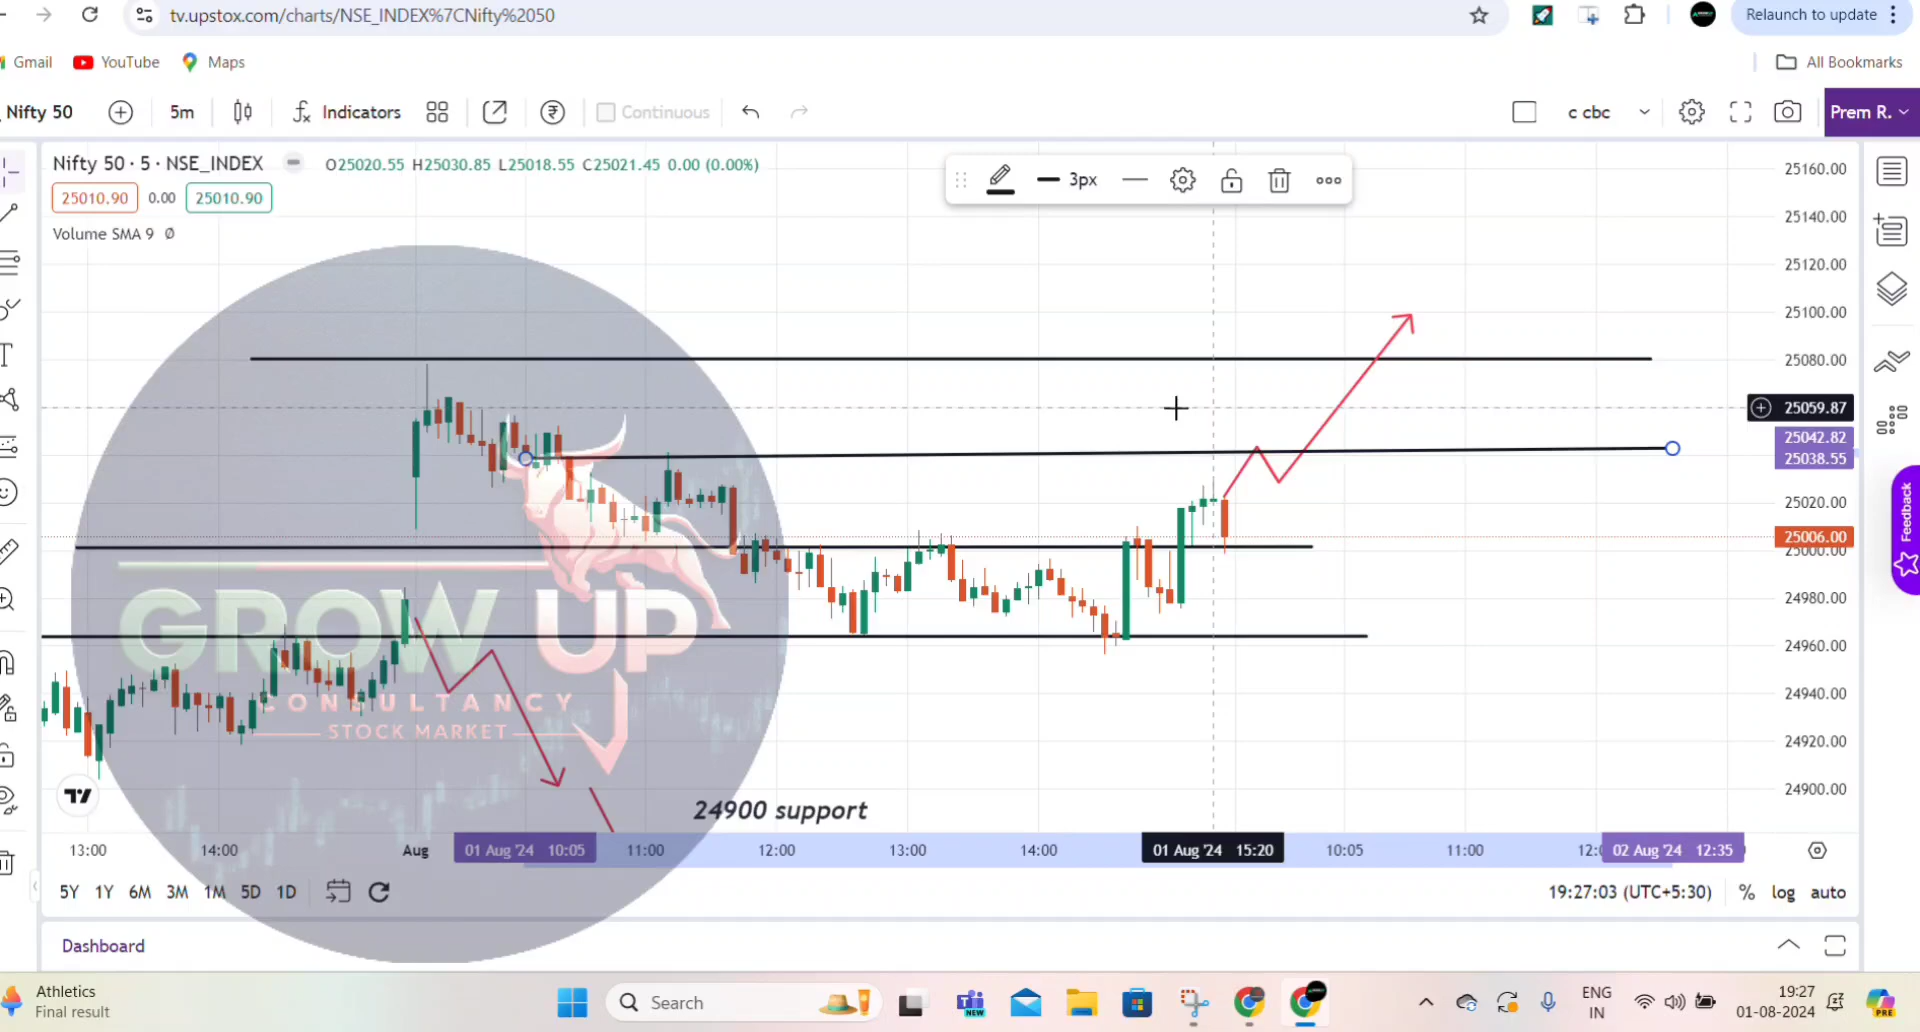 tv.upstox.com/charts/NSE_INDEX%7CNifty%2050
Relaunch to update
Gmail YouTube Maps All Bookmarks
Nifty 50 5m Indicators Continuous c cbc Prem R.
Nifty 50 · 5 · NSE_INDEX O25020.55 H25030.85 L25018.55 C25021.45 0.00 (0.00%)
25010.90 0.00 25010.90
3px
Volume SMA 9 Ø
25160.00
25140.00
25120.00
25100.00
25080.00
25059.87
25042.82
25038.55
25020.00
25006.00
25000.00
24980.00
24960.00
24940.00
24920.00
24900.00
Feedback
GROW UP
CONSULTANCY
STOCK MARKET
24900 support
13:00 14:00 Aug 01 Aug '24 10:05 11:00 12:00 13:00 14:00 01 Aug '24 15:20 10:05 11:00 02 Aug '24 12:35
5Y 1Y 6M 3M 1M 5D 1D 19:27:03 (UTC+5:30) % log auto
Dashboard
Athletics
Final result
Search
NEW
ENG
IN
19:27
01-08-2024
PRE